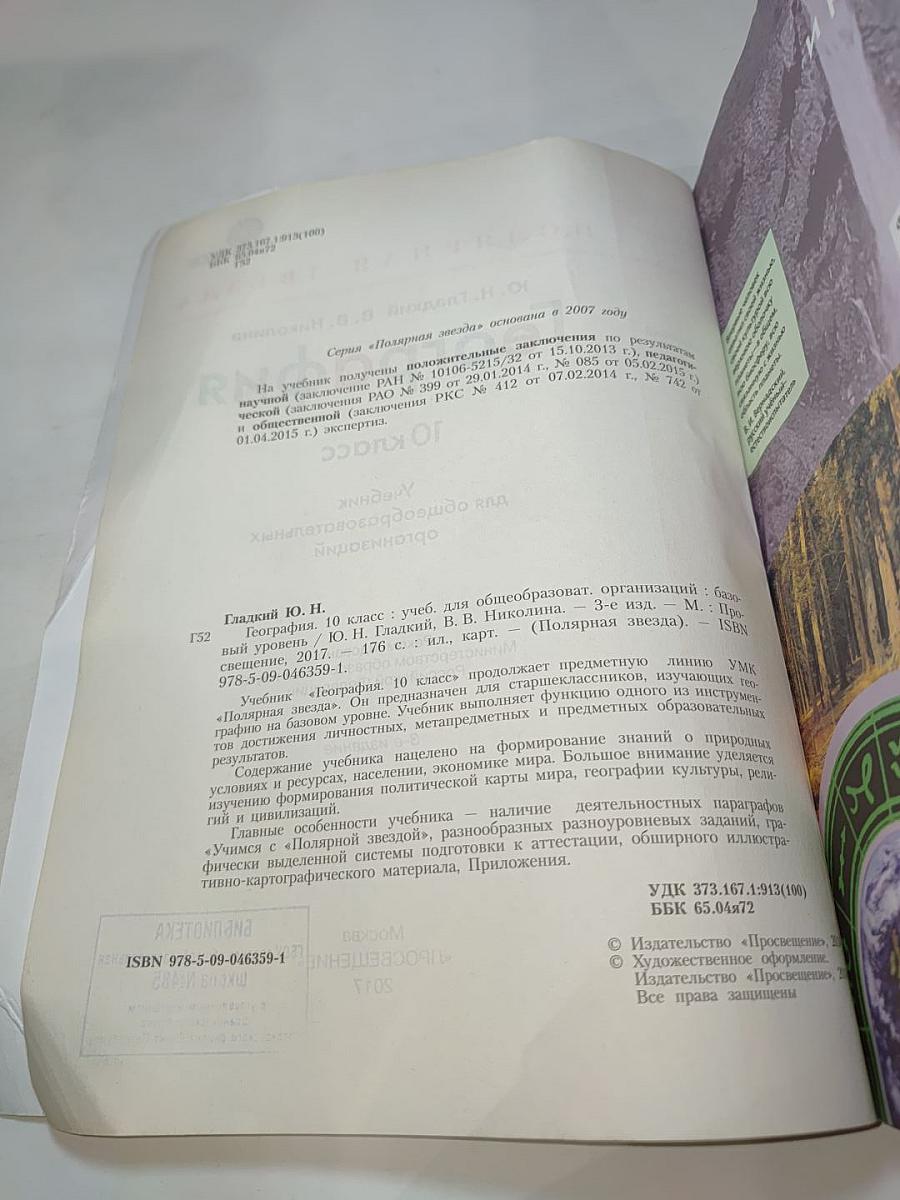 УДК 373.167.1:913(100)
ББК 65.04я72
Г52
Серия «Полярная звезда» основана в 2007 году
На учебник получены положительные заключения по результатам
научной (заключение РАН № 10106-5215/32 от 15.10.2013 г.), педагоги-
ческой (заключения РАО № 399 от 29.01.2014 г., № 085 от 05.02.2015 г.)
и общественной (заключения РКС № 412 от 07.02.2014 г., № 742 от
01.04.2015 г.) экспертиз.
Гладкий Ю. Н.
Г52 География. 10 класс : учеб. для общеобразоват. организаций : базо-
вый уровень / Ю. Н. Гладкий, В. В. Николина. — 3-е изд. — М. : Про-
свещение, 2017. — 176 с. : ил., карт. — (Полярная звезда). — ISBN
978-5-09-046359-1.
Учебник «География. 10 класс» продолжает предметную линию УМК
«Полярная звезда». Он предназначен для старшеклассников, изучающих гео-
графию на базовом уровне. Учебник выполняет функцию одного из инструмен-
тов достижения личностных, метапредметных и предметных образовательных
результатов.
Содержание учебника нацелено на формирование знаний о природных
условиях и ресурсах, населении, экономике мира. Большое внимание уделяется
изучению формирования политической карты мира, географии культуры, рели-
гий и цивилизаций.
Главные особенности учебника — наличие деятельностных параграфов
«Учимся с «Полярной звездой», разнообразных разноуровневых заданий, гра-
фически выделенной системы подготовки к аттестации, обширного иллюстра-
тивно-картографического материала, Приложения.
УДК 373.167.1:913(100)
ББК 65.04я72
ISBN 978-5-09-046359-1
© Издательство «Просвещение»,
© Художественное оформление.
Издательство «Просвещение»,
Все права защищены
В. И. Вернадский,
русский учёный,
естествоиспытатель